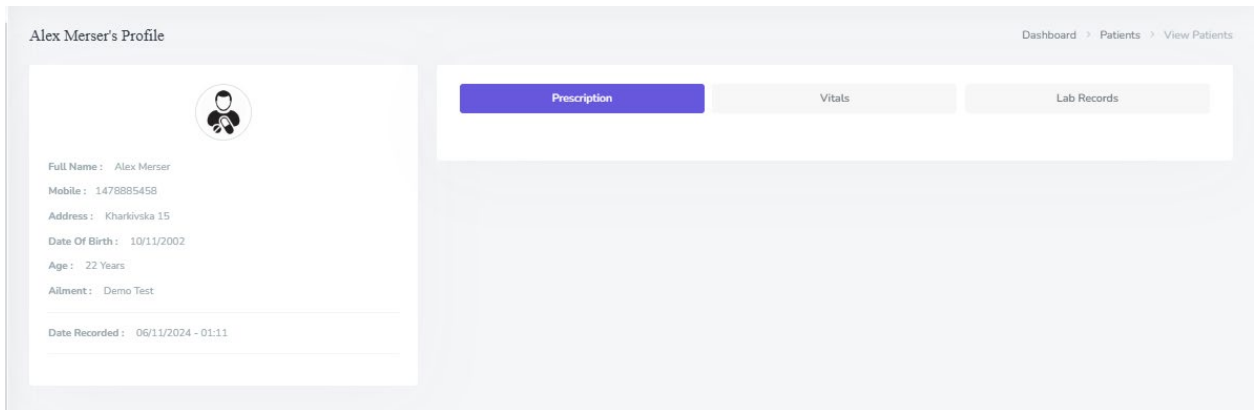 Alex Merser's Profile
Dashboard > Patients > View Patients
Full Name : Alex Merser
Mobile : 1478885458
Address : Kharkivska 15
Date Of Birth : 10/11/2002
Age : 22 Years
Ailment : Demo Test
Date Recorded : 06/11/2024 - 01:11
Prescription
Vitals
Lab Records